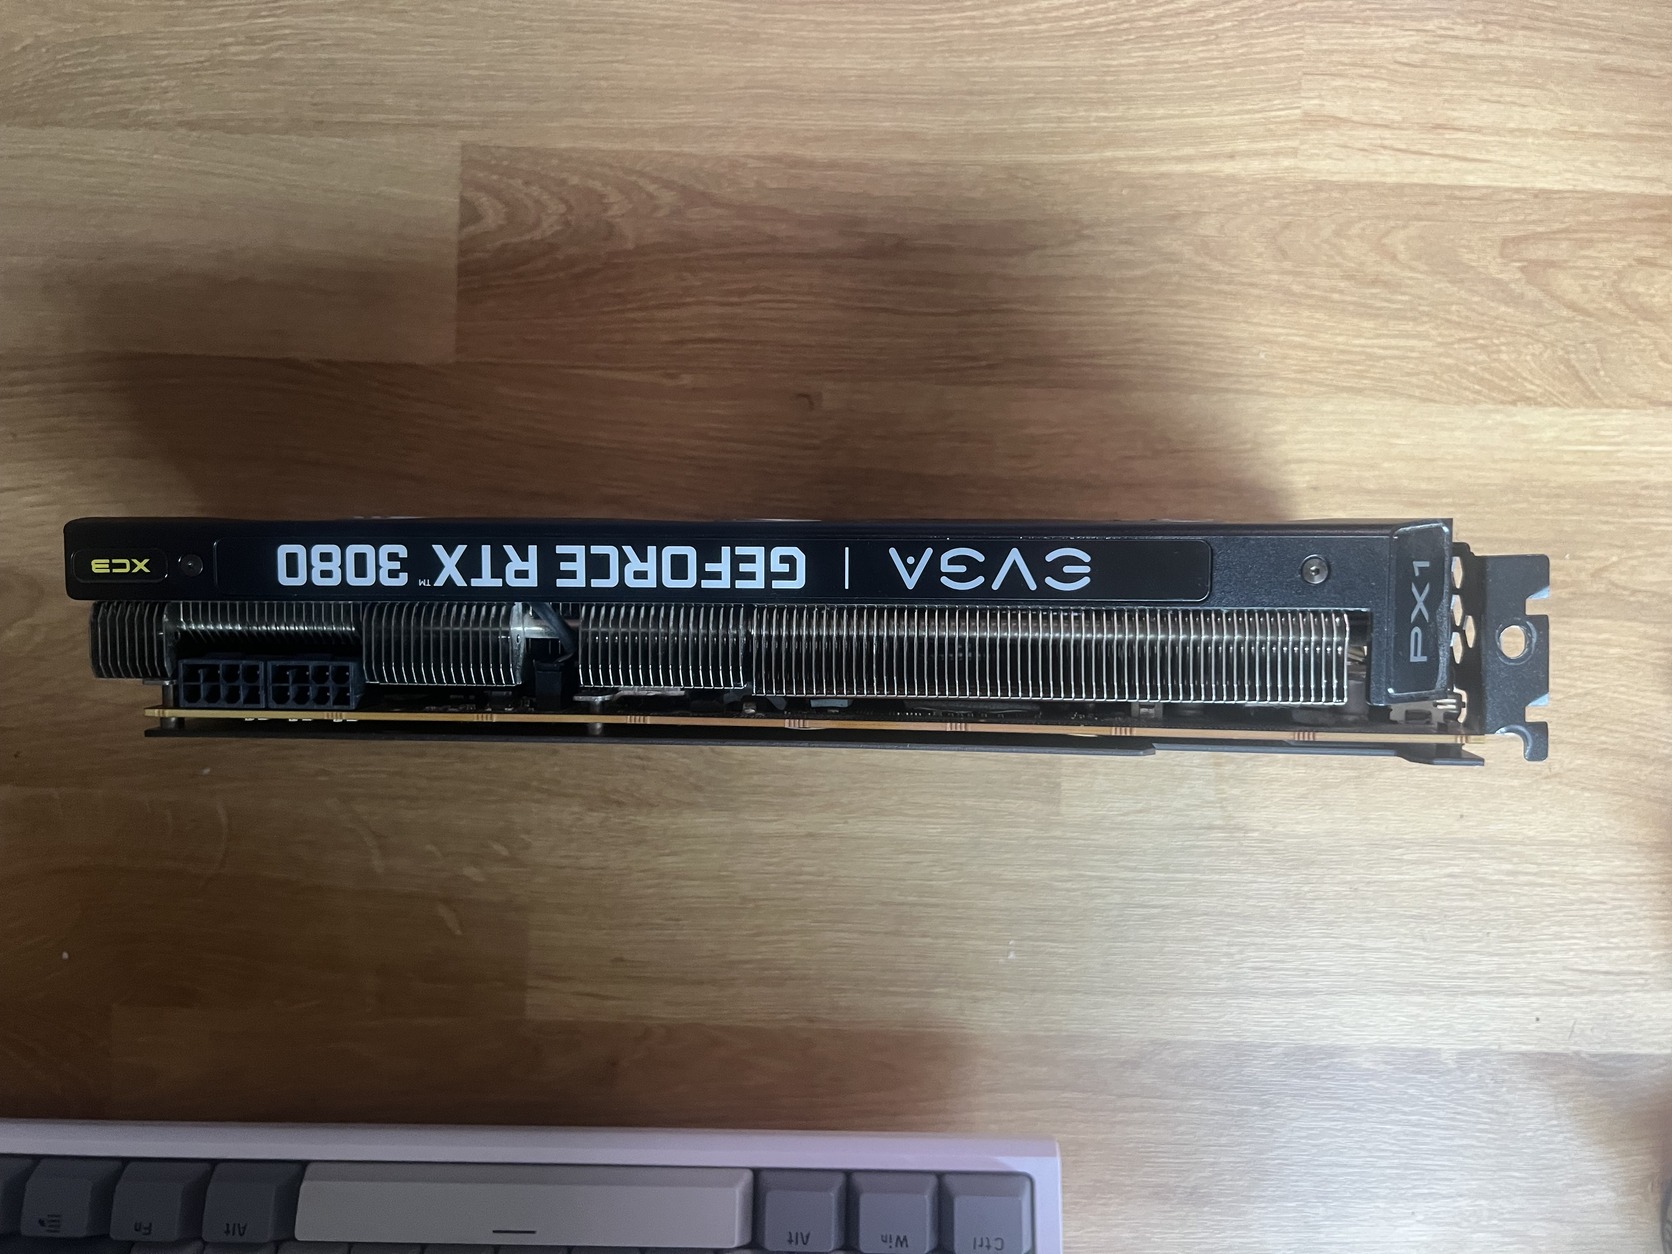 EVGA | GEFORCE RTX™ 3080
XC3
PX1
Ctrl Win Alt Alt Fn